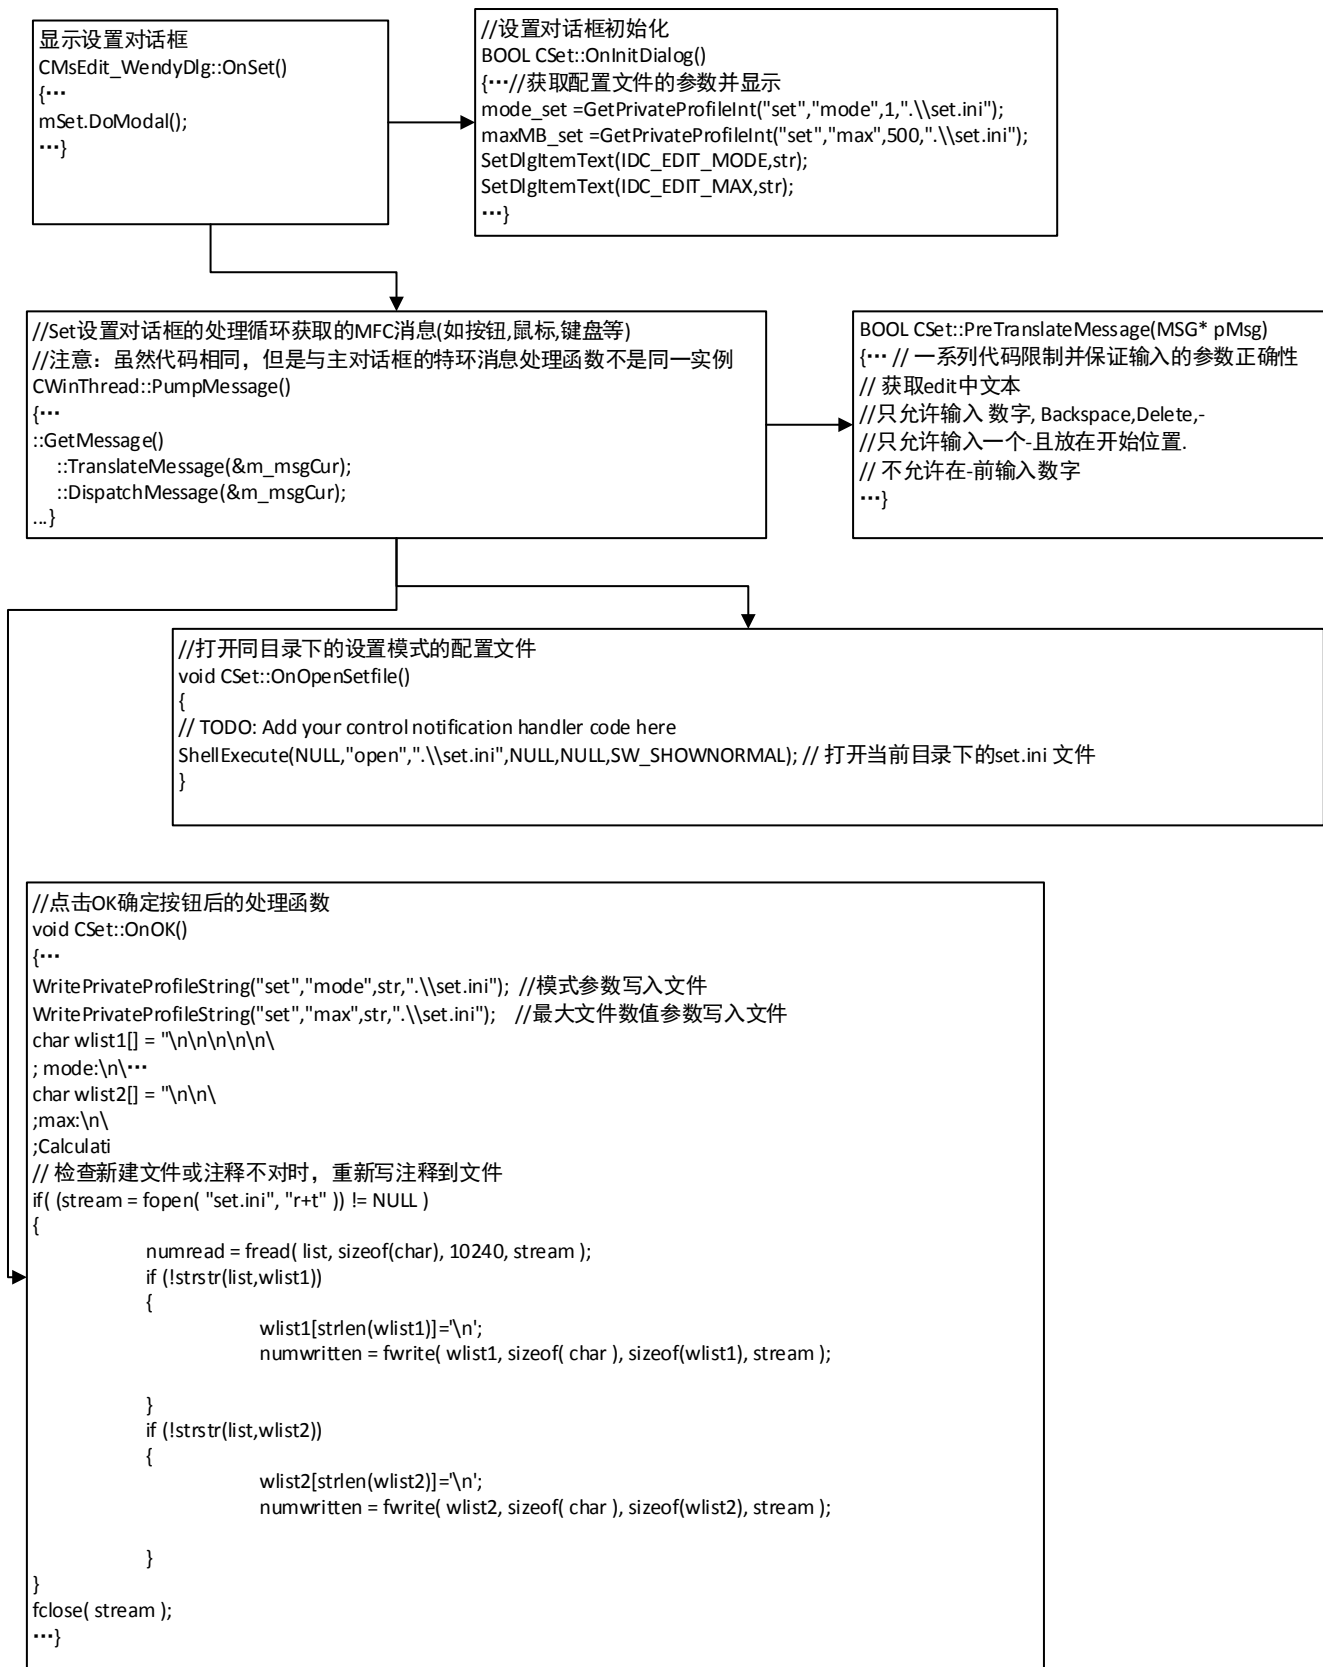 显示设置对话框
CMsEdit_WendyDlg::OnSet()
{…
mSet.DoModal();
…}
//设置对话框初始化
BOOL CSet::OnInitDialog()
{…//获取配置文件的参数并显示
mode_set =GetPrivateProfileInt("set","mode",1,".\\set.ini");
maxMB_set =GetPrivateProfileInt("set","max",500,".\\set.ini");
SetDlgItemText(IDC_EDIT_MODE,str);
SetDlgItemText(IDC_EDIT_MAX,str);
…}
//Set设置对话框的处理循环获取的MFC消息(如按钮,鼠标,键盘等)
//注意：虽然代码相同，但是与主对话框的特环消息处理函数不是同一实例
CWinThread::PumpMessage()
{…
::GetMessage()
::TranslateMessage(&m_msgCur);
::DispatchMessage(&m_msgCur);
...}
BOOL CSet::PreTranslateMessage(MSG* pMsg)
{… // 一系列代码限制并保证输入的参数正确性
// 获取edit中文本
//只允许输入 数字, Backspace,Delete,-
//只允许输入一个-且放在开始位置.
// 不允许在-前输入数字
…}
//打开同目录下的设置模式的配置文件
void CSet::OnOpenSetfile()
{
// TODO: Add your control notification handler code here
ShellExecute(NULL,"open",".\\set.ini",NULL,NULL,SW_SHOWNORMAL); // 打开当前目录下的set.ini 文件
}
//点击OK确定按钮后的处理函数
void CSet::OnOK()
{…
WritePrivateProfileString("set","mode",str,".\\set.ini"); //模式参数写入文件
WritePrivateProfileString("set","max",str,".\\set.ini"); //最大文件数值参数写入文件
char wlist1[] = "\n\n\n\n\n\
; mode:\n\…
char wlist2[] = "\n\n\
;max:\n\
;Calculati
// 检查新建文件或注释不对时，重新写注释到文件
if( (stream = fopen( "set.ini", "r+t" )) != NULL )
{
numread = fread( list, sizeof(char), 10240, stream );
if (!strstr(list,wlist1))
{
wlist1[strlen(wlist1)]='\n';
numwritten = fwrite( wlist1, sizeof( char ), sizeof(wlist1), stream );
}
if (!strstr(list,wlist2))
{
wlist2[strlen(wlist2)]='\n';
numwritten = fwrite( wlist2, sizeof( char ), sizeof(wlist2), stream );
}
}
fclose( stream );
…}